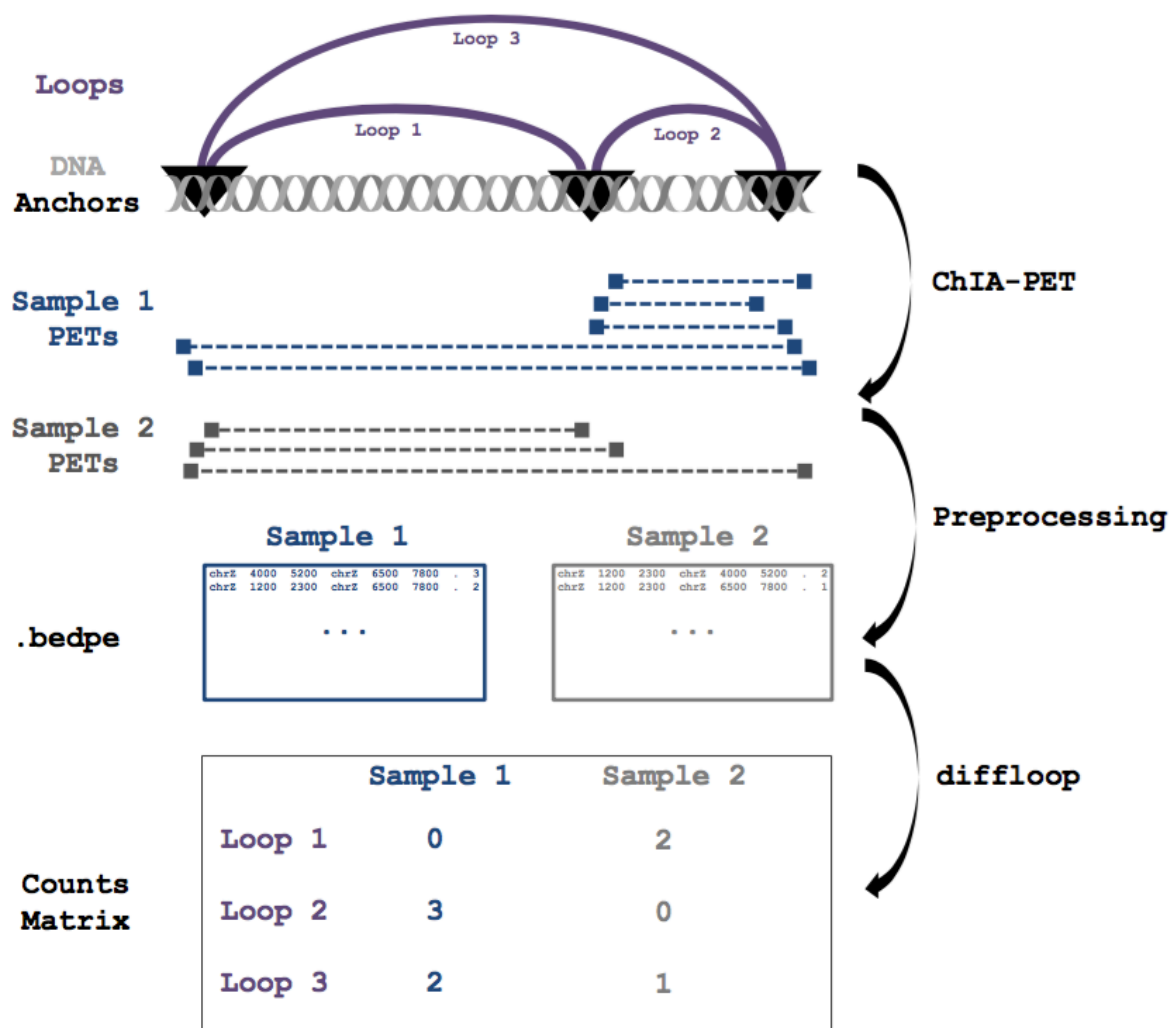 Loop 3
Loops
Loop 1
Loop 2
DNA
Anchors
ChIA-PET
Sample 1
PETs
Sample 2
PETs
Preprocessing
Sample 1
Sample 2
chrZ 4000 5200 chrZ 6500 7800 . 3
chrZ 1200 2300 chrZ 6500 7800 . 2
...
chrZ 1200 2300 chrZ 4000 5200 . 2
chrZ 1200 2300 chrZ 6500 7800 . 1
...
.bedpe
diffloop
Sample 1 Sample 2
Loop 1 0 2
Counts
Matrix
Loop 2 3 0
Loop 3 2 1